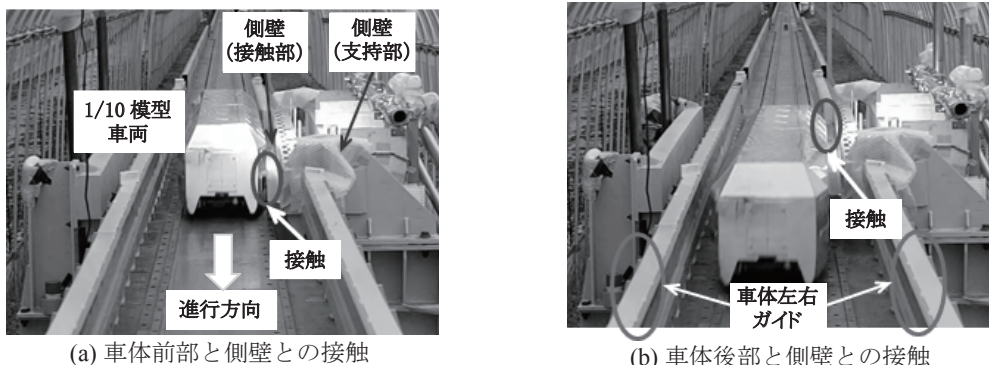 側壁
(接触部)
側壁
(支持部)
1/10 模型
車両
接触
進行方向
(a) 車体前部と側壁との接触
接触
車体左右
ガイド
(b) 車体後部と側壁との接触